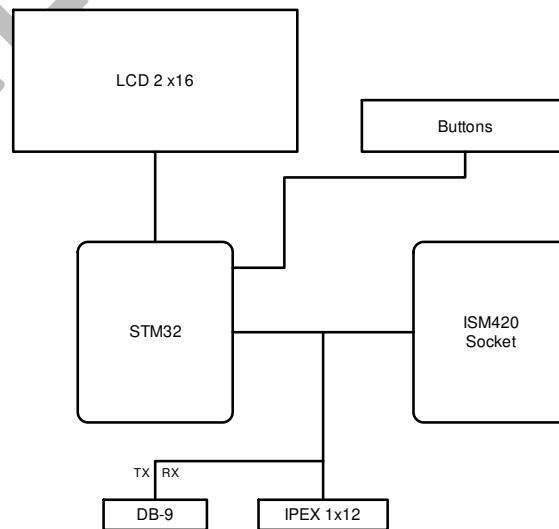 LCD 2 x16
Buttons
STM32
ISM420
Socket
TX RX
DB-9
IPEX 1x12